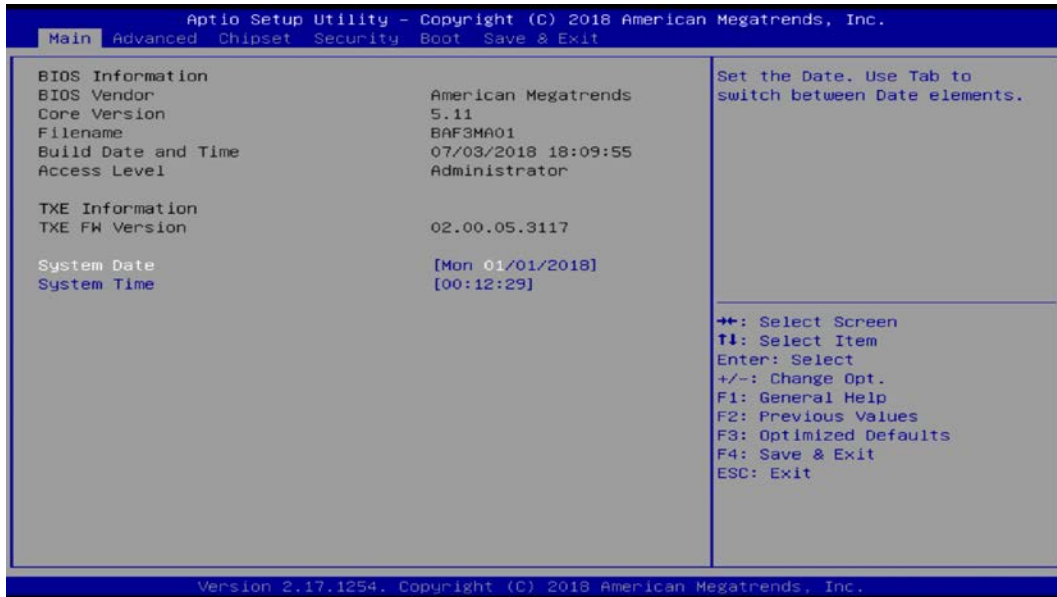 Aptio Setup Utility – Copyright (C) 2018 American Megatrends, Inc.
Main Advanced Chipset Security Boot Save & Exit
BIOS Information
BIOS Vendor American Megatrends
Core Version 5.11
Filename BAF3MA01
Build Date and Time 07/03/2018 18:09:55
Access Level Administrator
TXE Information
TXE FW Version 02.00.05.3117
System Date [Mon 01/01/2018]
System Time [00:12:29]
Set the Date. Use Tab to
switch between Date elements.
→←: Select Screen
↑↓: Select Item
Enter: Select
+/-: Change Opt.
F1: General Help
F2: Previous Values
F3: Optimized Defaults
F4: Save & Exit
ESC: Exit
Version 2.17.1254. Copyright (C) 2018 American Megatrends, Inc.